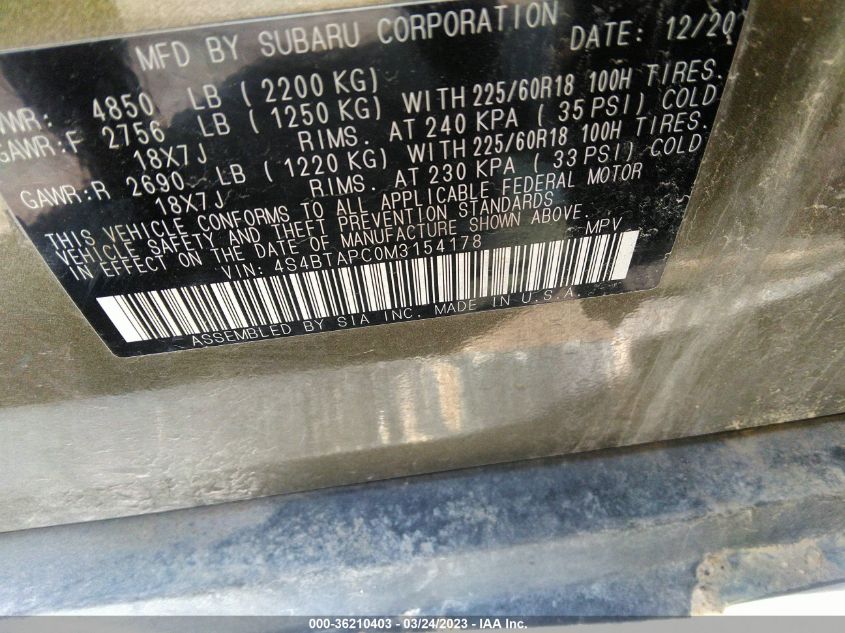 MFD BY SUBARU CORPORATION DATE: 12/20
GVWR: 4850 LB (2200 KG)
GAWR:F 2756 LB (1250 KG) WITH 225/60R18 100H TIRES.
18X7J RIMS. AT 240 KPA (35 PSI) COLD
GAWR:R 2690 LB (1220 KG) WITH 225/60R18 100H TIRES.
18X7J RIMS. AT 230 KPA (33 PSI) COLD
THIS VEHICLE CONFORMS TO ALL APPLICABLE FEDERAL MOTOR
VEHICLE SAFETY AND THEFT PREVENTION STANDARDS
IN EFFECT ON THE DATE OF MANUFACTURE SHOWN ABOVE.
VIN: 4S4BTAPC0M3154178 MPV
ASSEMBLED BY SIA INC. MADE IN U.S.A.
000-36210403 - 03/24/2023 - IAA Inc.